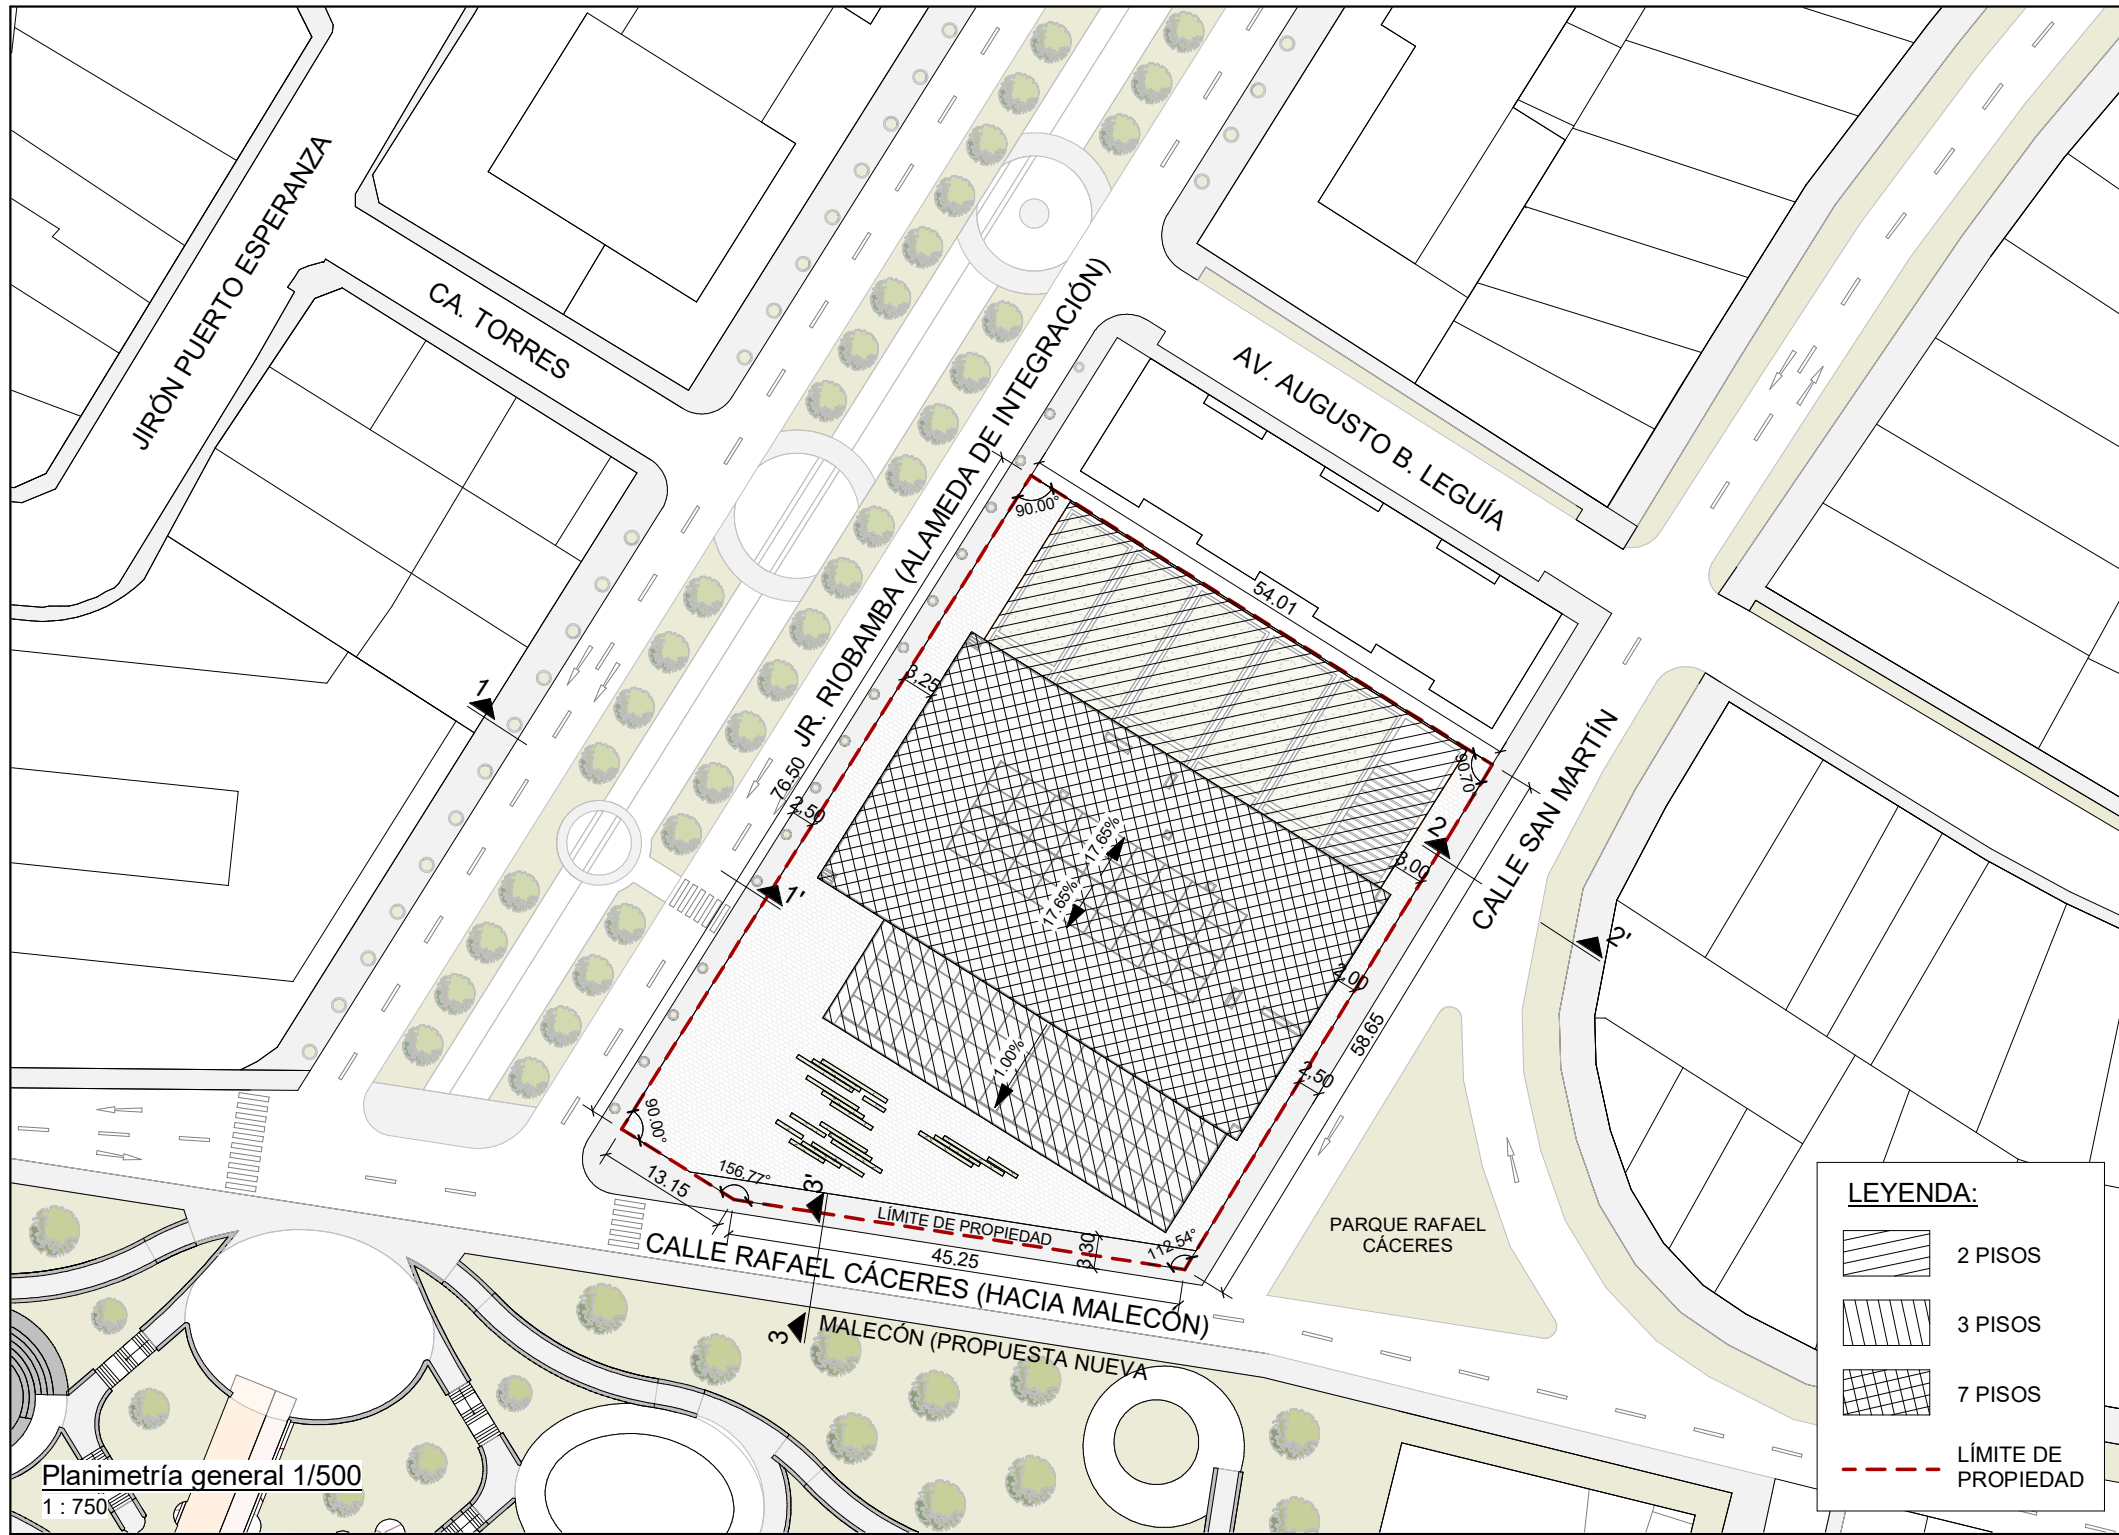 JIRÓN PUERTO ESPERANZA
CA. TORRES
JR. RIOBAMBA (ALAMEDA DE INTEGRACIÓN)
AV. AUGUSTO B. LEGUÍA
90.00°
54.01
3,25
76.50
2,50
1
1'
90.70
2
3,00
CALLE SAN MARTÍN
2'
17.65%
17.65%
2,00
58.65
2,50
1.00%
90.00°
13.15
156.77°
3'
LÍMITE DE PROPIEDAD
3,30
112.54°
45.25
CALLE RAFAEL CÁCERES (HACIA MALECÓN)
3
MALECÓN (PROPUESTA NUEVA
PARQUE RAFAEL
CÁCERES
LEYENDA:
2 PISOS
3 PISOS
7 PISOS
LÍMITE DE
PROPIEDAD
Planimetría general 1/500
1 : 750